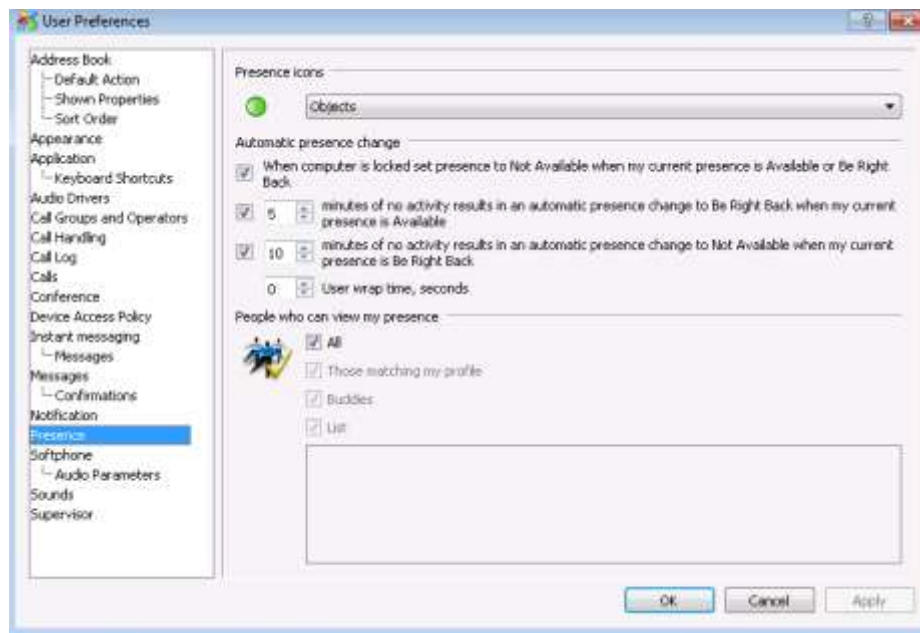 User Preferences
Address Book
Default Action
Shown Properties
Sort Order
Appearance
Application
Keyboard Shortcuts
Audio Drivers
Call Groups and Operators
Call Handling
Call Log
Calls
Conference
Device Access Policy
Instant messaging
Messages
Messages
Confirmations
Notification
Presence
Softphone
Audio Parameters
Sounds
Supervisor
Presence icons
Objects
Automatic presence change
When computer is locked set presence to Not Available when my current presence is Available or Be Right
Back
5 minutes of no activity results in an automatic presence change to Be Right Back when my current
presence is Available
10 minutes of no activity results in an automatic presence change to Not Available when my current
presence is Be Right Back
0 User wrap time, seconds
People who can view my presence
All
Those matching my profile
Buddies
List
OK Cancel Apply